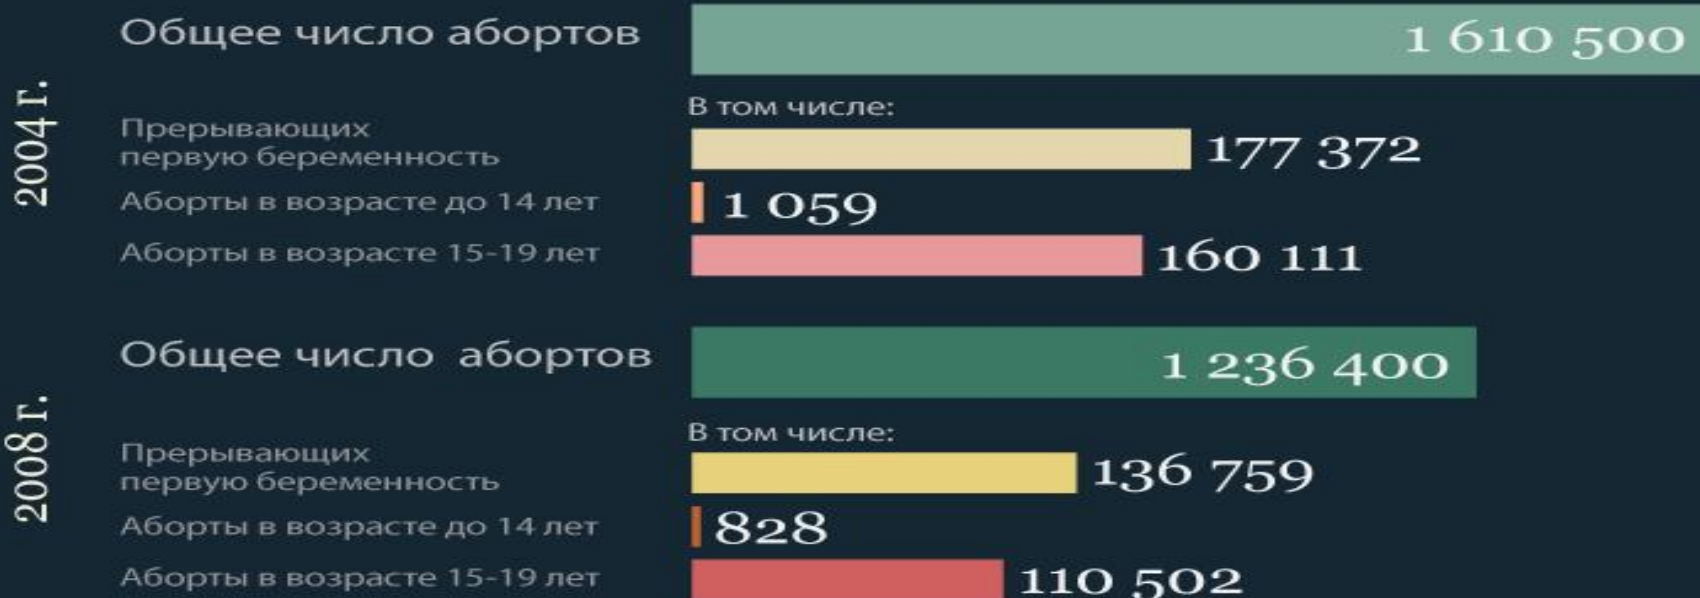 2004 г.
Общее число абортов
1 610 500
В том числе:
Прерывающих
первую беременность
177 372
Аборты в возрасте до 14 лет
1 059
Аборты в возрасте 15-19 лет
160 111
2008 г.
Общее число абортов
1 236 400
В том числе:
Прерывающих
первую беременность
136 759
Аборты в возрасте до 14 лет
828
Аборты в возрасте 15-19 лет
110 502